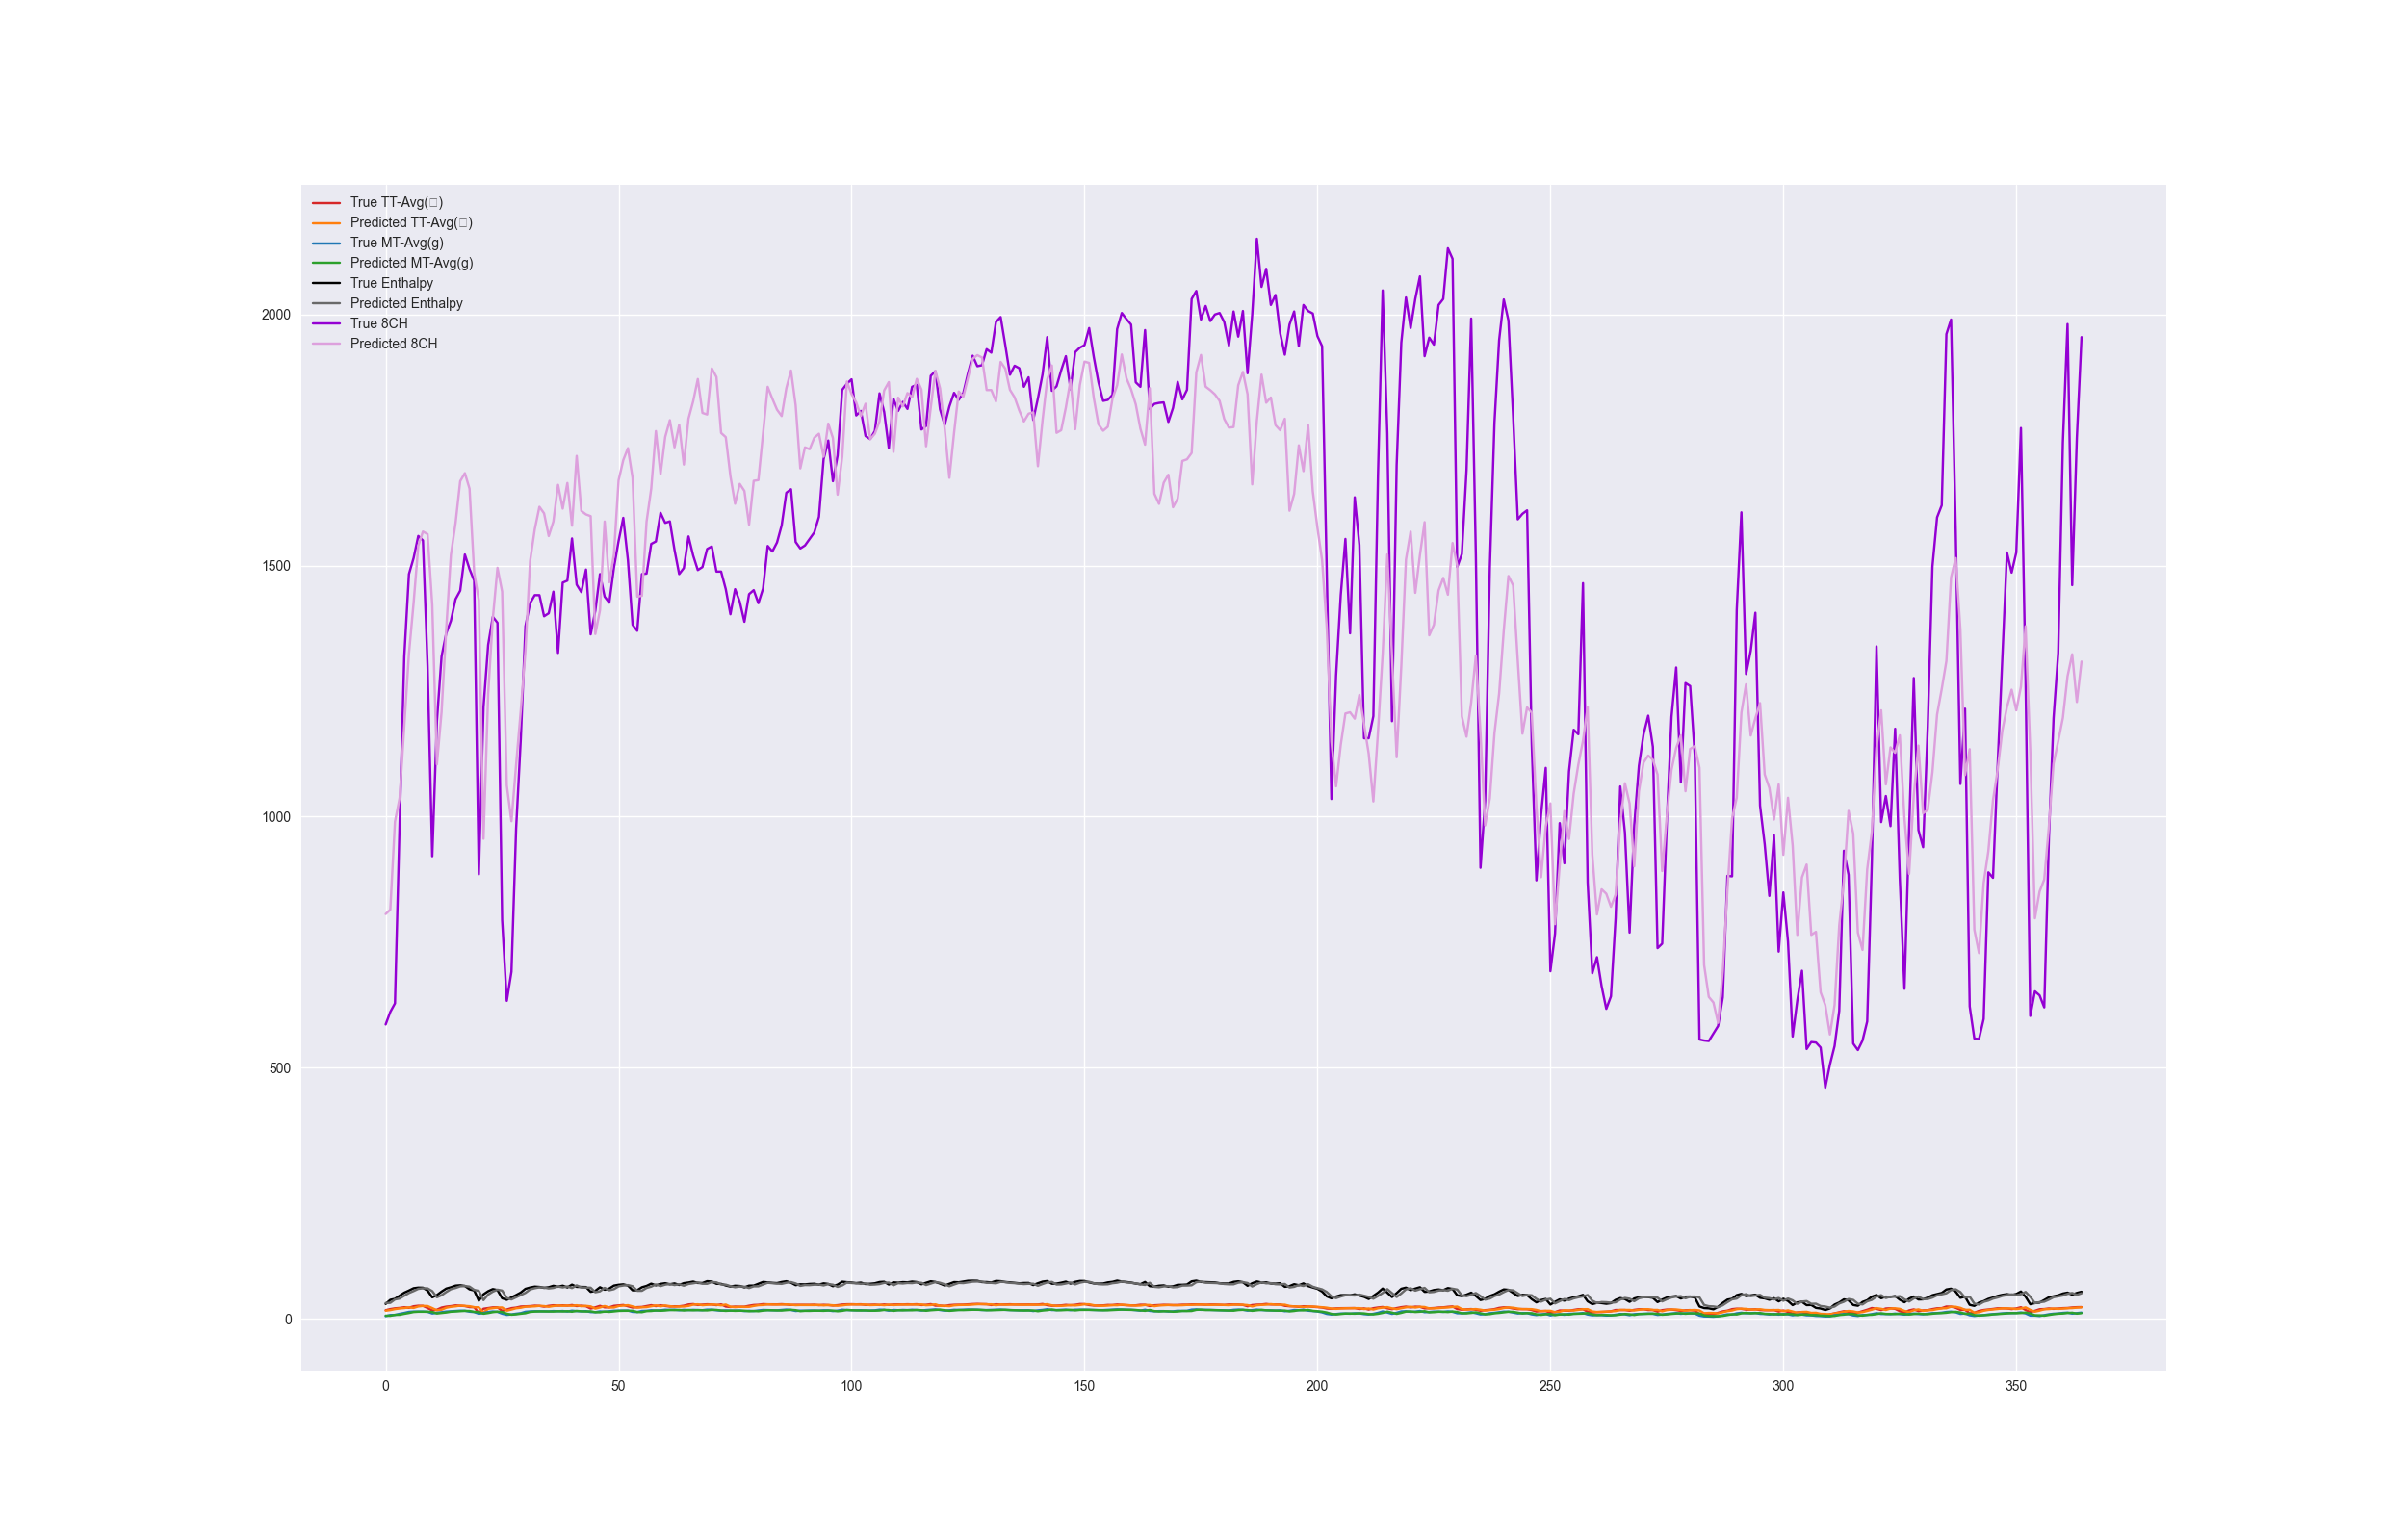 True TT-Avg(□)
Predicted TT-Avg(□)
True MT-Avg(g)
Predicted MT-Avg(g)
True Enthalpy
Predicted Enthalpy
True 8CH
Predicted 8CH
2000
1500
1000
500
0
0 50 100 150 200 250 300 350